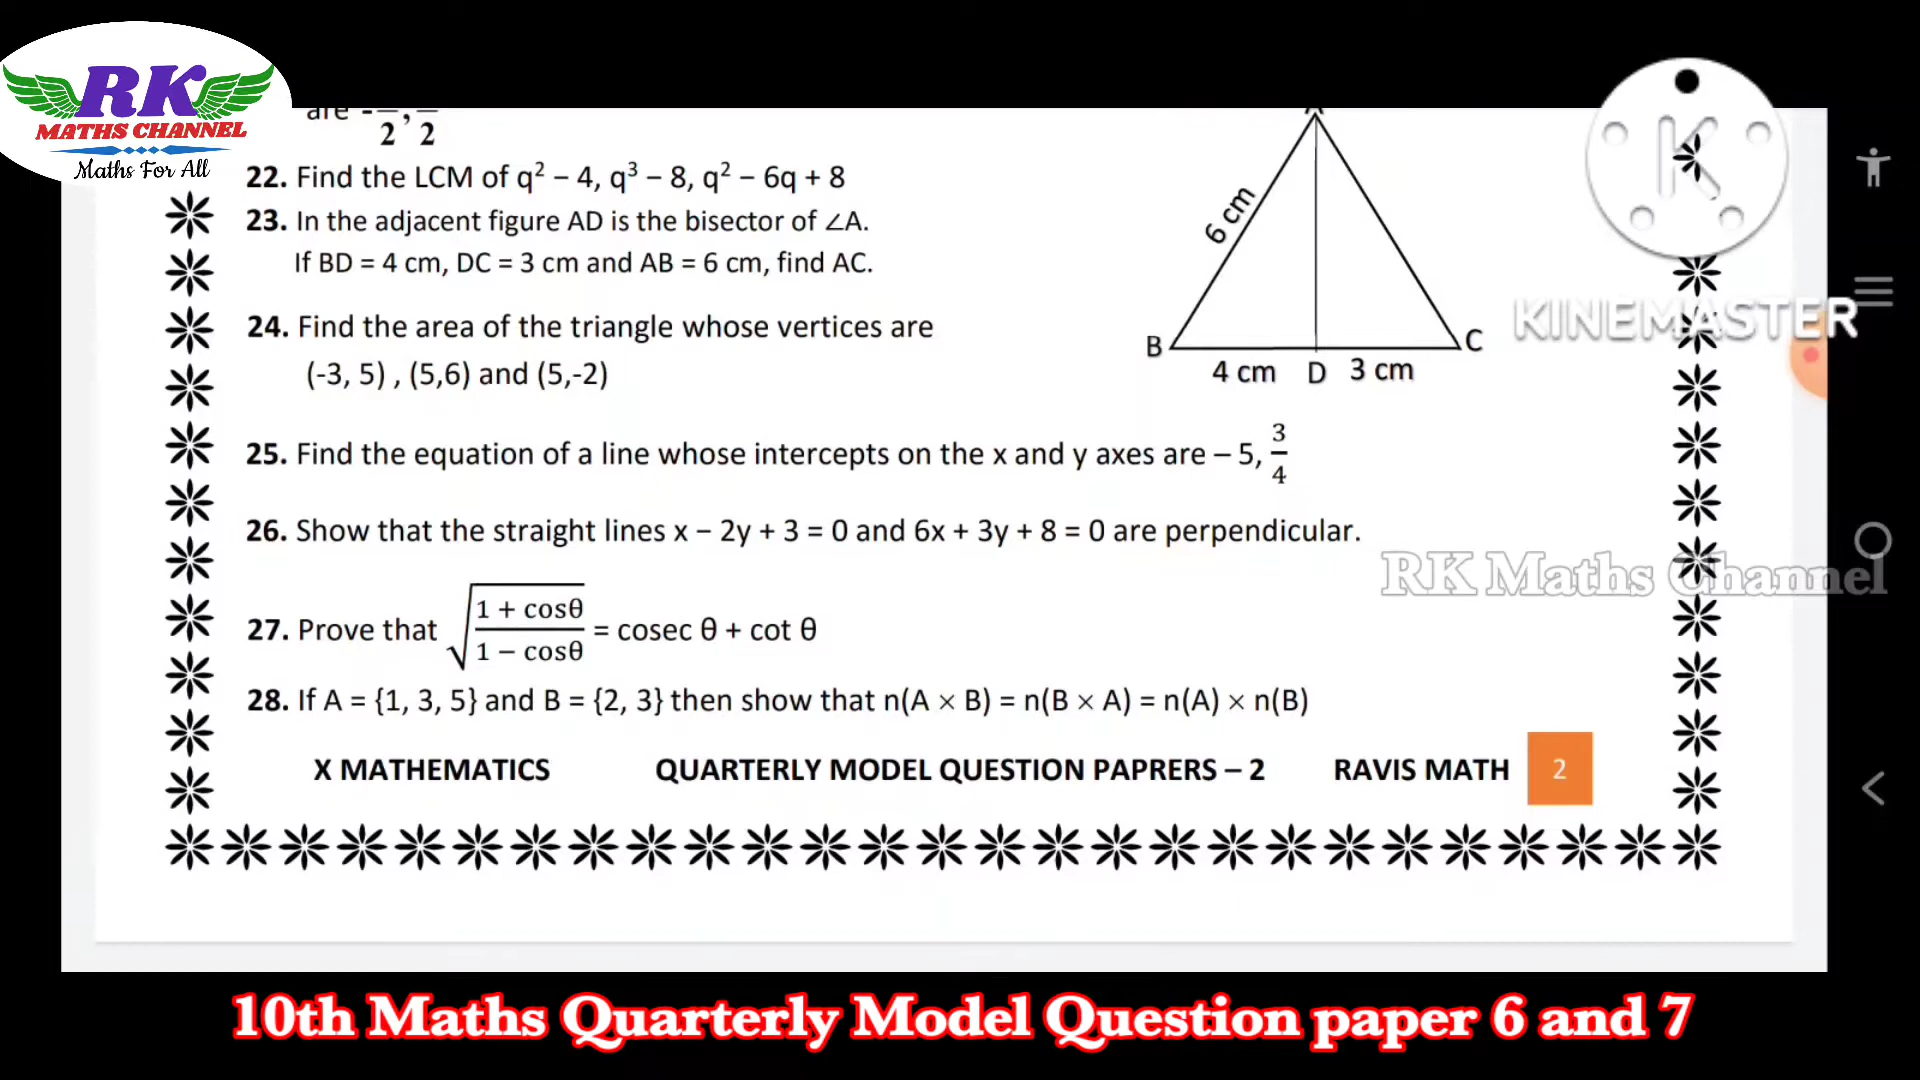 RK
MATHS CHANNEL
Maths For All
are -
2 , 2
22. Find the LCM of q² − 4, q³ − 8, q² − 6q + 8
23. In the adjacent figure AD is the bisector of ∠A.
If BD = 4 cm, DC = 3 cm and AB = 6 cm, find AC.
A
6 cm
B
C
4 cm D 3 cm
K
KINEMASTER
24. Find the area of the triangle whose vertices are
(-3, 5) , (5,6) and (5,-2)
25. Find the equation of a line whose intercepts on the x and y axes are – 5, 3/4
26. Show that the straight lines x − 2y + 3 = 0 and 6x + 3y + 8 = 0 are perpendicular.
RK Maths Channel
27. Prove that √((1 + cosθ)/(1 − cosθ)) = cosec θ + cot θ
28. If A = {1, 3, 5} and B = {2, 3} then show that n(A × B) = n(B × A) = n(A) × n(B)
X MATHEMATICS QUARTERLY MODEL QUESTION PAPRERS – 2 RAVIS MATH 2
10th Maths Quarterly Model Question paper 6 and 7